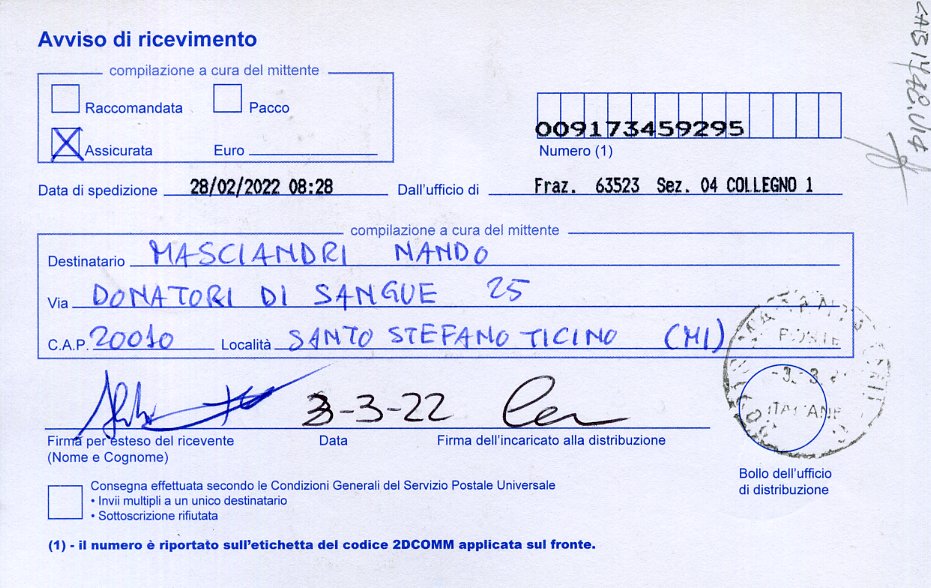 Avviso di ricevimento
compilazione a cura del mittente
Raccomandata Pacco
Assicurata Euro
009173459295
Numero (1)
Data di spedizione 28/02/2022 08:28 Dall'ufficio di Fraz. 63523 Sez. 04 COLLEGNO 1
compilazione a cura del mittente
Destinatario MASCIANDRI NANDO
Via DONATORI DI SANGUE 25
C.A.P. 20010 Località SANTO STEFANO TICINO (MI)
3-3-22
Firma per esteso del ricevente Data Firma dell'incaricato alla distribuzione
(Nome e Cognome)
POSTE
ITALIANE
Bollo dell'ufficio
di distribuzione
Consegna effettuata secondo le Condizioni Generali del Servizio Postale Universale
• Invii multipli a un unico destinatario
• Sottoscrizione rifiutata
(1) - il numero è riportato sull'etichetta del codice 2DCOMM applicata sul fronte.